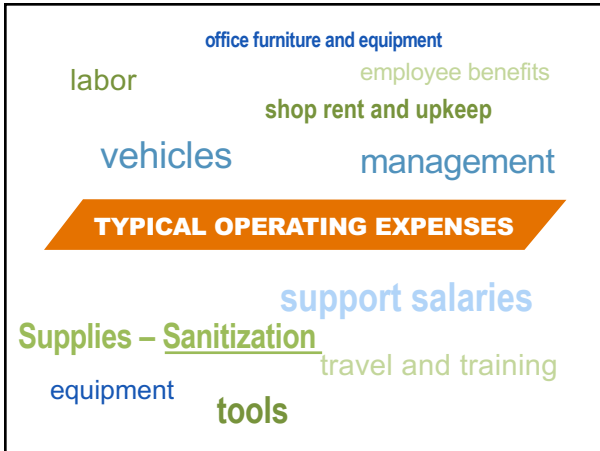 office furniture and equipment
labor
employee benefits
shop rent and upkeep
vehicles
management
TYPICAL OPERATING EXPENSES
support salaries
Supplies – Sanitization
travel and training
equipment
tools